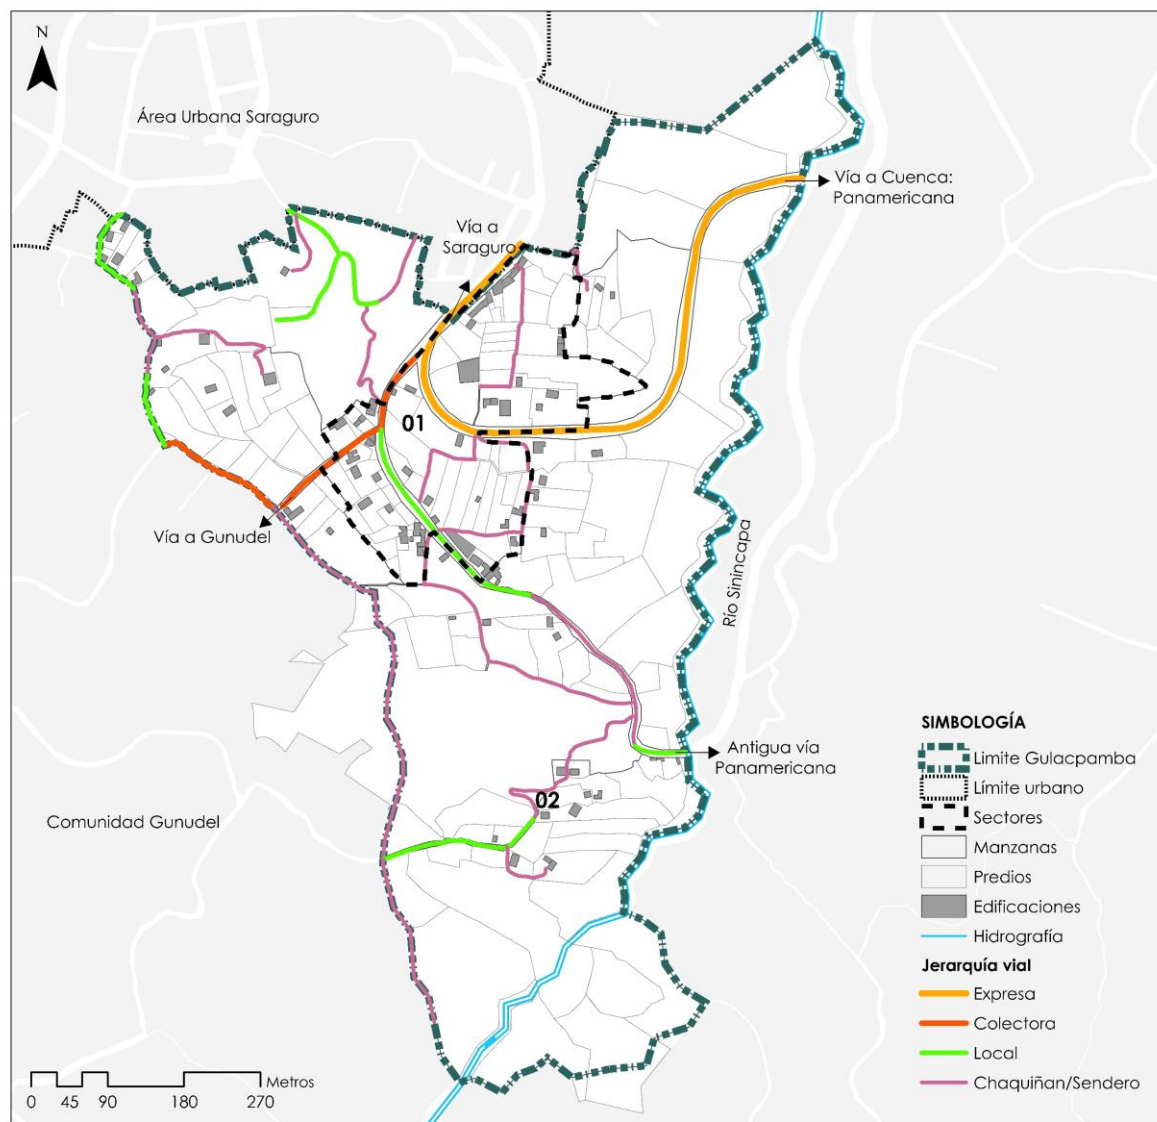 N
Área Urbana Saraguro
Vía a Cuenca:
Panamericana
Vía a
Saraguro
01
Vía a Gunudel
Río Sinincapa
Antigua vía
Panamericana
02
Comunidad Gunudel
SIMBOLOGÍA
Limite Gulacpamba
Límite urbano
Sectores
Manzanas
Predios
Edificaciones
Hidrografía
Jerarquía vial
Expresa
Colectora
Local
Chaquiñan/Sendero
Metros
0 45 90 180 270